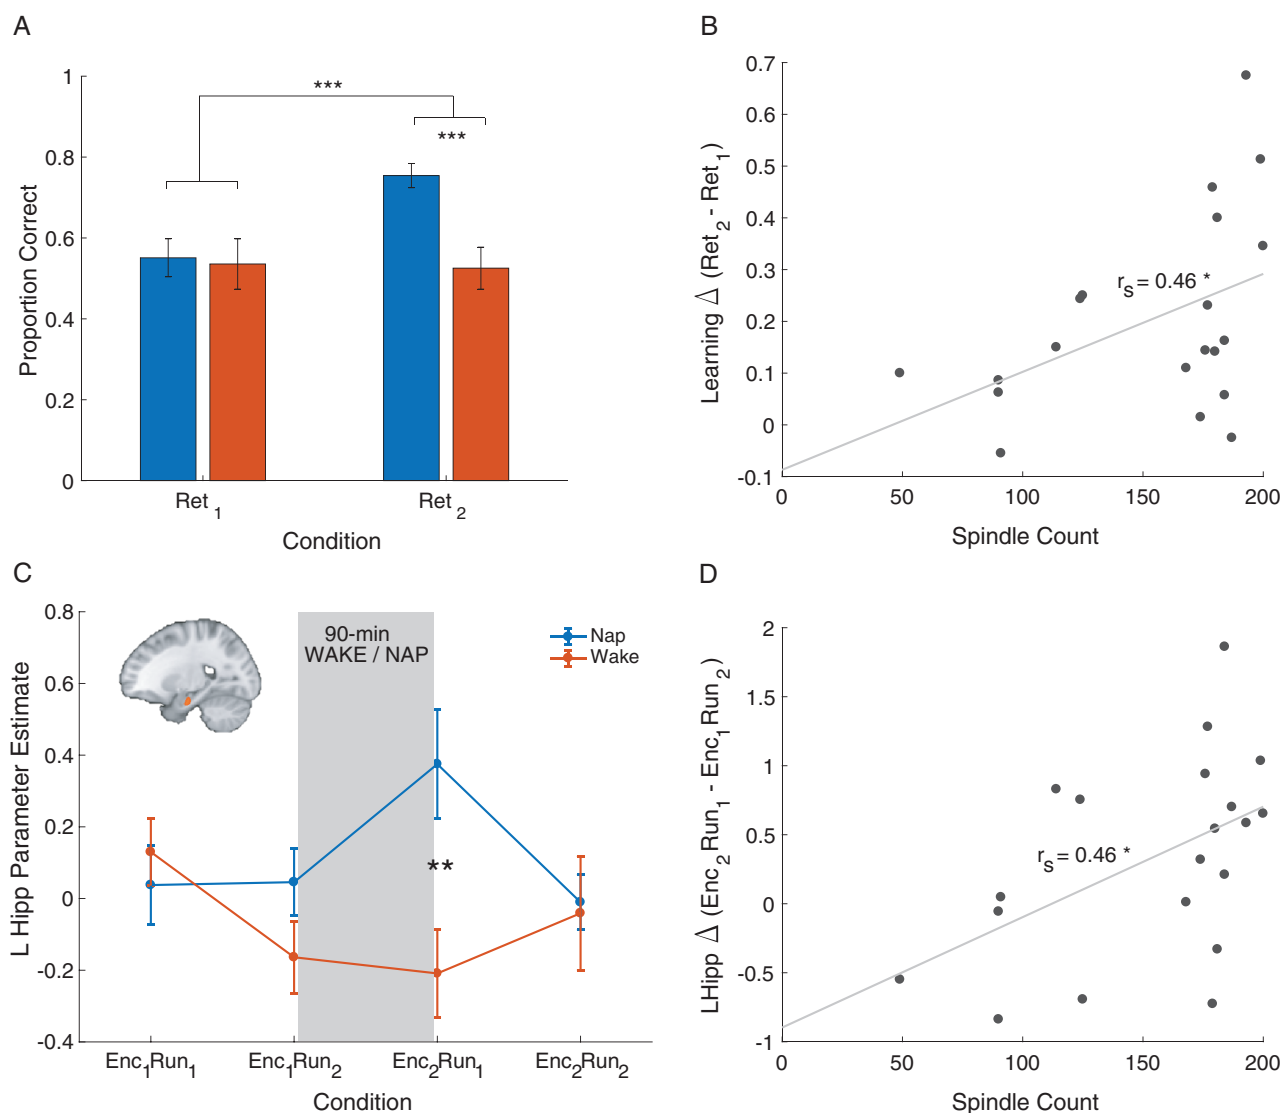 A
1
0.8
0.6
0.4
0.2
0
Proportion Correct
***
***
Ret 1
Ret 2
Condition
B
0.7
0.6
0.5
0.4
0.3
0.2
0.1
0
-0.1
Learning Δ (Ret2 - Ret1)
rs = 0.46 *
0 50 100 150 200
Spindle Count
C
0.8
0.6
0.4
0.2
0
-0.2
-0.4
L Hipp Parameter Estimate
90-min
WAKE / NAP
Nap
Wake
**
Enc1Run1 Enc1Run2 Enc2Run1 Enc2Run2
Condition
D
2
1.5
1
0.5
0
-0.5
-1
LHipp Δ (Enc2Run1 - Enc1Run2)
rs = 0.46 *
0 50 100 150 200
Spindle Count